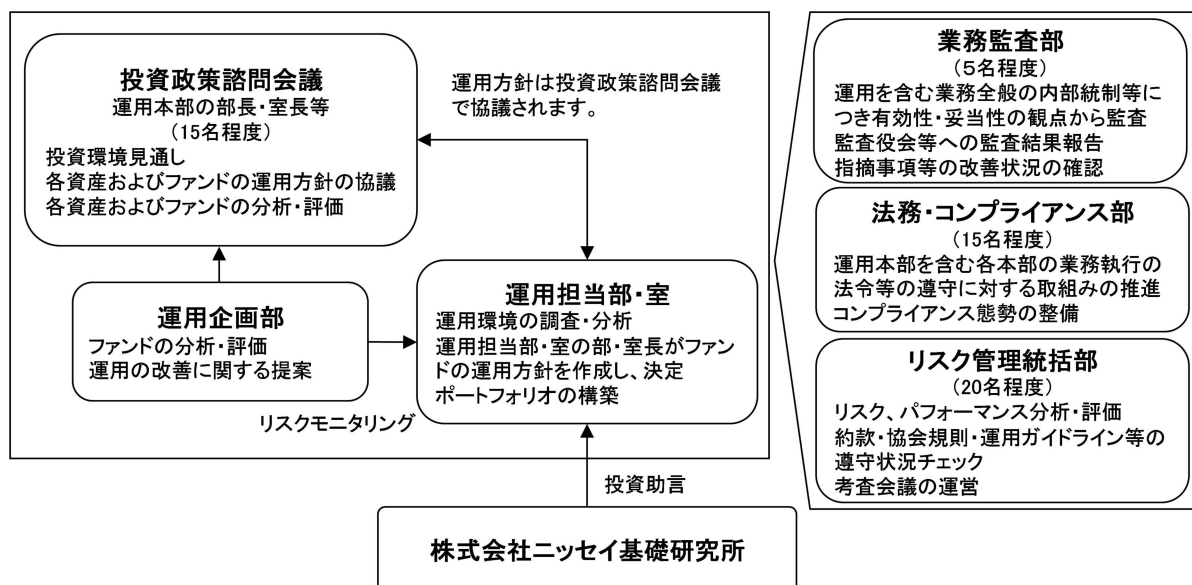 投資政策諮問会議
運用本部の部長・室長等
(15名程度)
投資環境見通し
各資産およびファンドの運用方針の協議
各資産およびファンドの分析・評価
運用方針は投資政策諮問会議
で協議されます。
運用企画部
ファンドの分析・評価
運用の改善に関する提案
リスクモニタリング
運用担当部・室
運用環境の調査・分析
運用担当部・室の部・室長がファン
ドの運用方針を作成し、決定
ポートフォリオの構築
投資助言
株式会社ニッセイ基礎研究所
業務監査部
(5名程度)
運用を含む業務全般の内部統制等に
つき有効性・妥当性の観点から監査
監査役会等への監査結果報告
指摘事項等の改善状況の確認
法務・コンプライアンス部
(15名程度)
運用本部を含む各本部の業務執行の
法令等の遵守に対する取組みの推進
コンプライアンス態勢の整備
リスク管理統括部
(20名程度)
リスク、パフォーマンス分析・評価
約款・協会規則・運用ガイドライン等の
遵守状況チェック
考査会議の運営